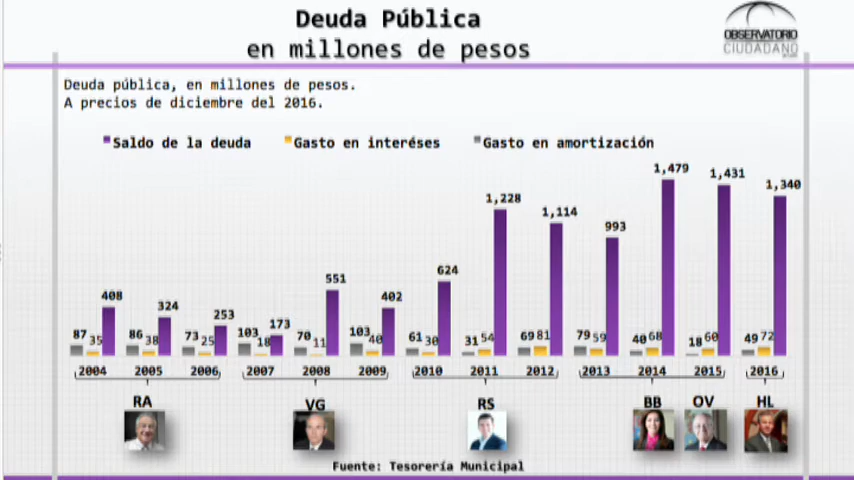 Deuda Pública
en millones de pesos
OBSERVATORIO
CIUDADANO
Deuda pública, en millones de pesos.
A precios de diciembre del 2016.
Saldo de la deuda Gasto en interéses Gasto en amortización
87 35 408 86 38 324 73 25 253 103 18 173 70 11 551 103 40 402 61 30 624 31 54 1,228 69 81 1,114 79 59 993 40 68 1,479 18 60 1,431 49 72 1,340
2004 2005 2006 2007 2008 2009 2010 2011 2012 2013 2014 2015 2016
RA VG RS BB OV HL
Fuente: Tesorería Municipal